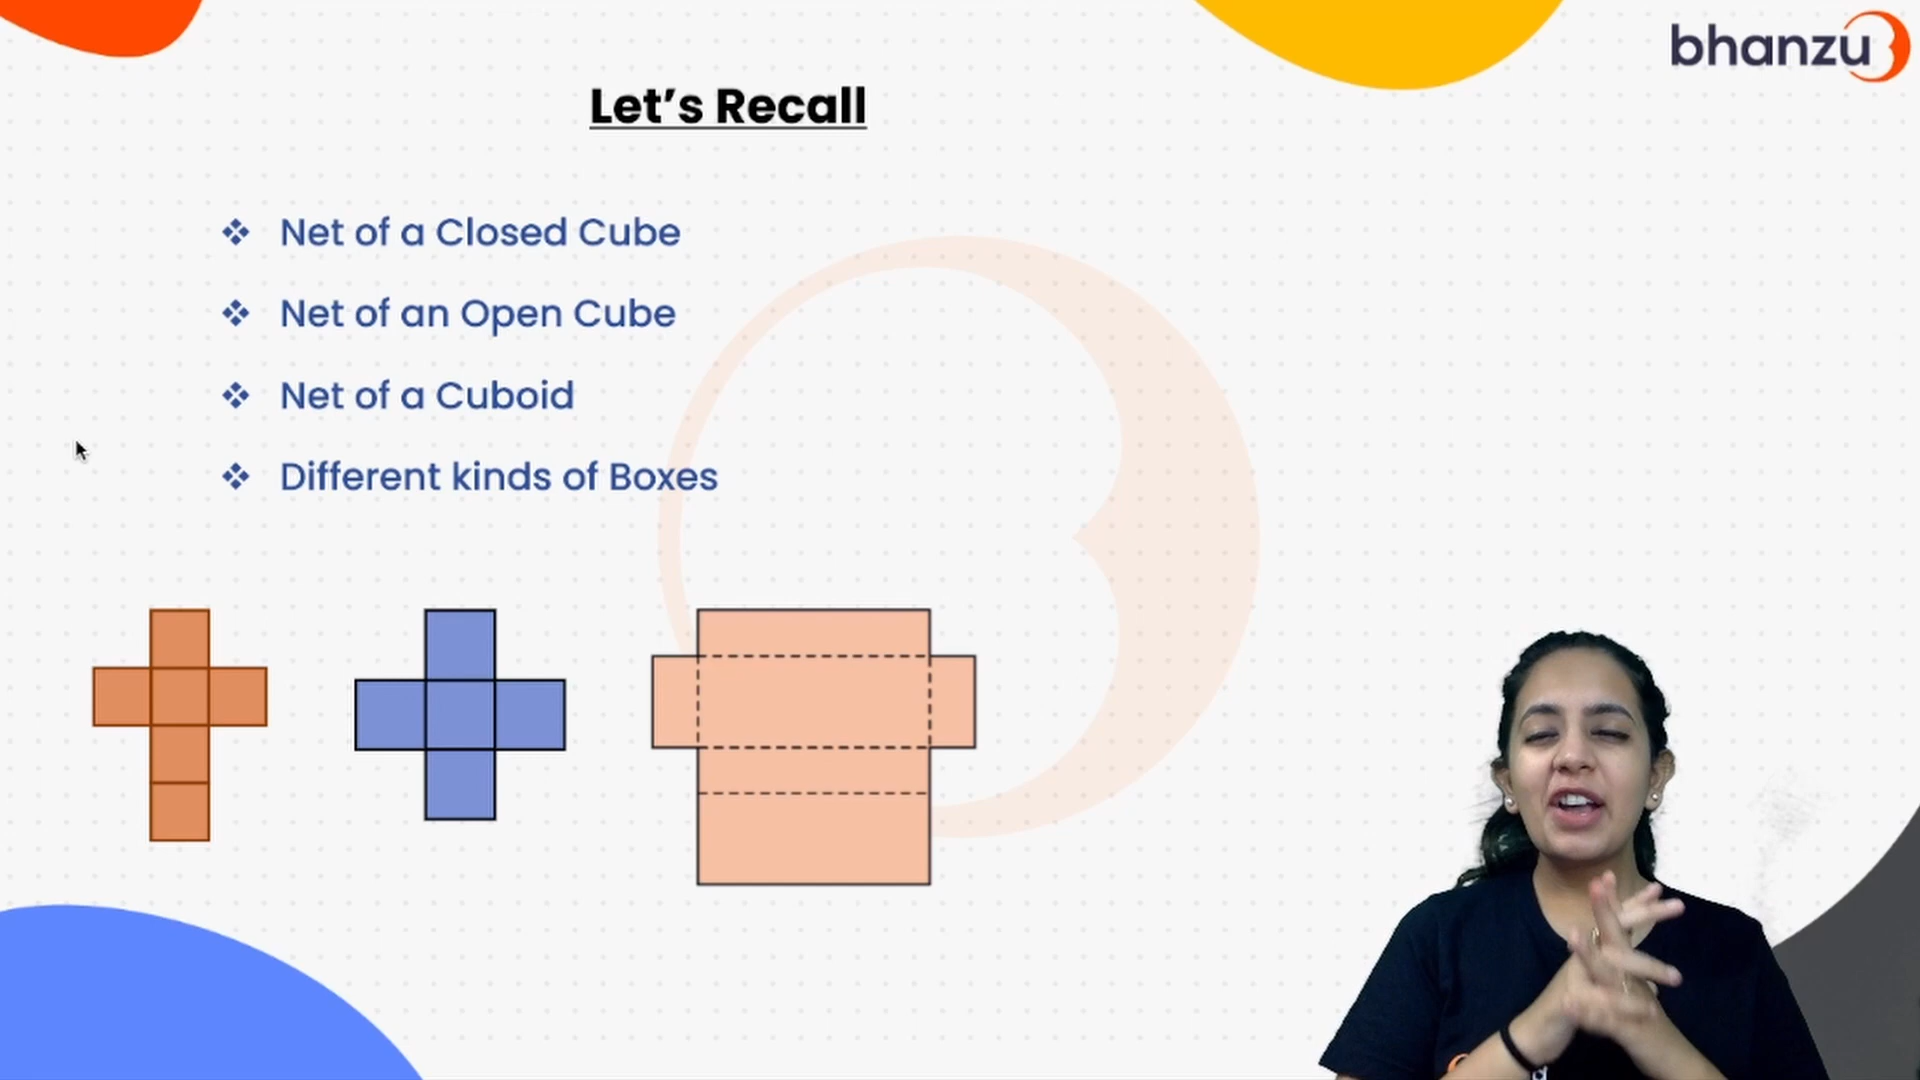 bhanzu
Let's Recall
❖ Net of a Closed Cube
❖ Net of an Open Cube
❖ Net of a Cuboid
❖ Different kinds of Boxes